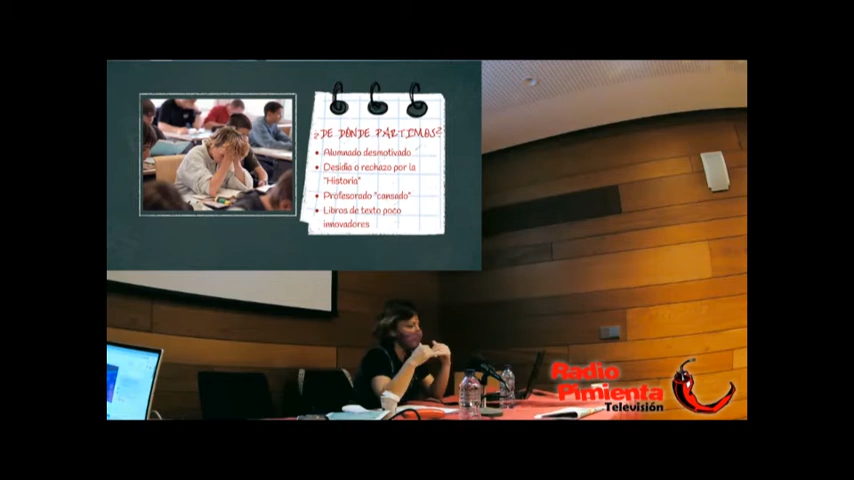 ¿DE DÓNDE PARTIMOS?
• Alumnado desmotivado
• Desidia o rechazo por la
"Historia"
• Profesorado "cansado"
• Libros de texto poco
innovadores
Radio
Pimienta
Televisión